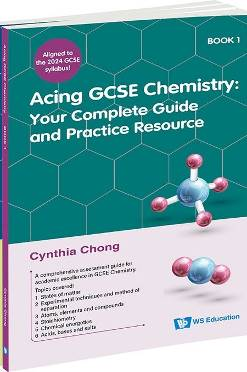 BOOK 1
Aligned to
the 2024 GCSE
syllabus!
Acing GCSE Chemistry:
Your Complete Guide
and Practice Resource
Cynthia Chong
A comprehensive assessment guide for
academic excellence in GCSE Chemistry
Topics covered:
1 States of matter
2 Experimental techniques and method of
separation
3 Atoms, elements and compounds
4 Stoichiometry
5 Chemical energetics
6 Acids, bases and salts
WS Education
Acing GCSE Chemistry
BOOK 1
Cynthia Chong